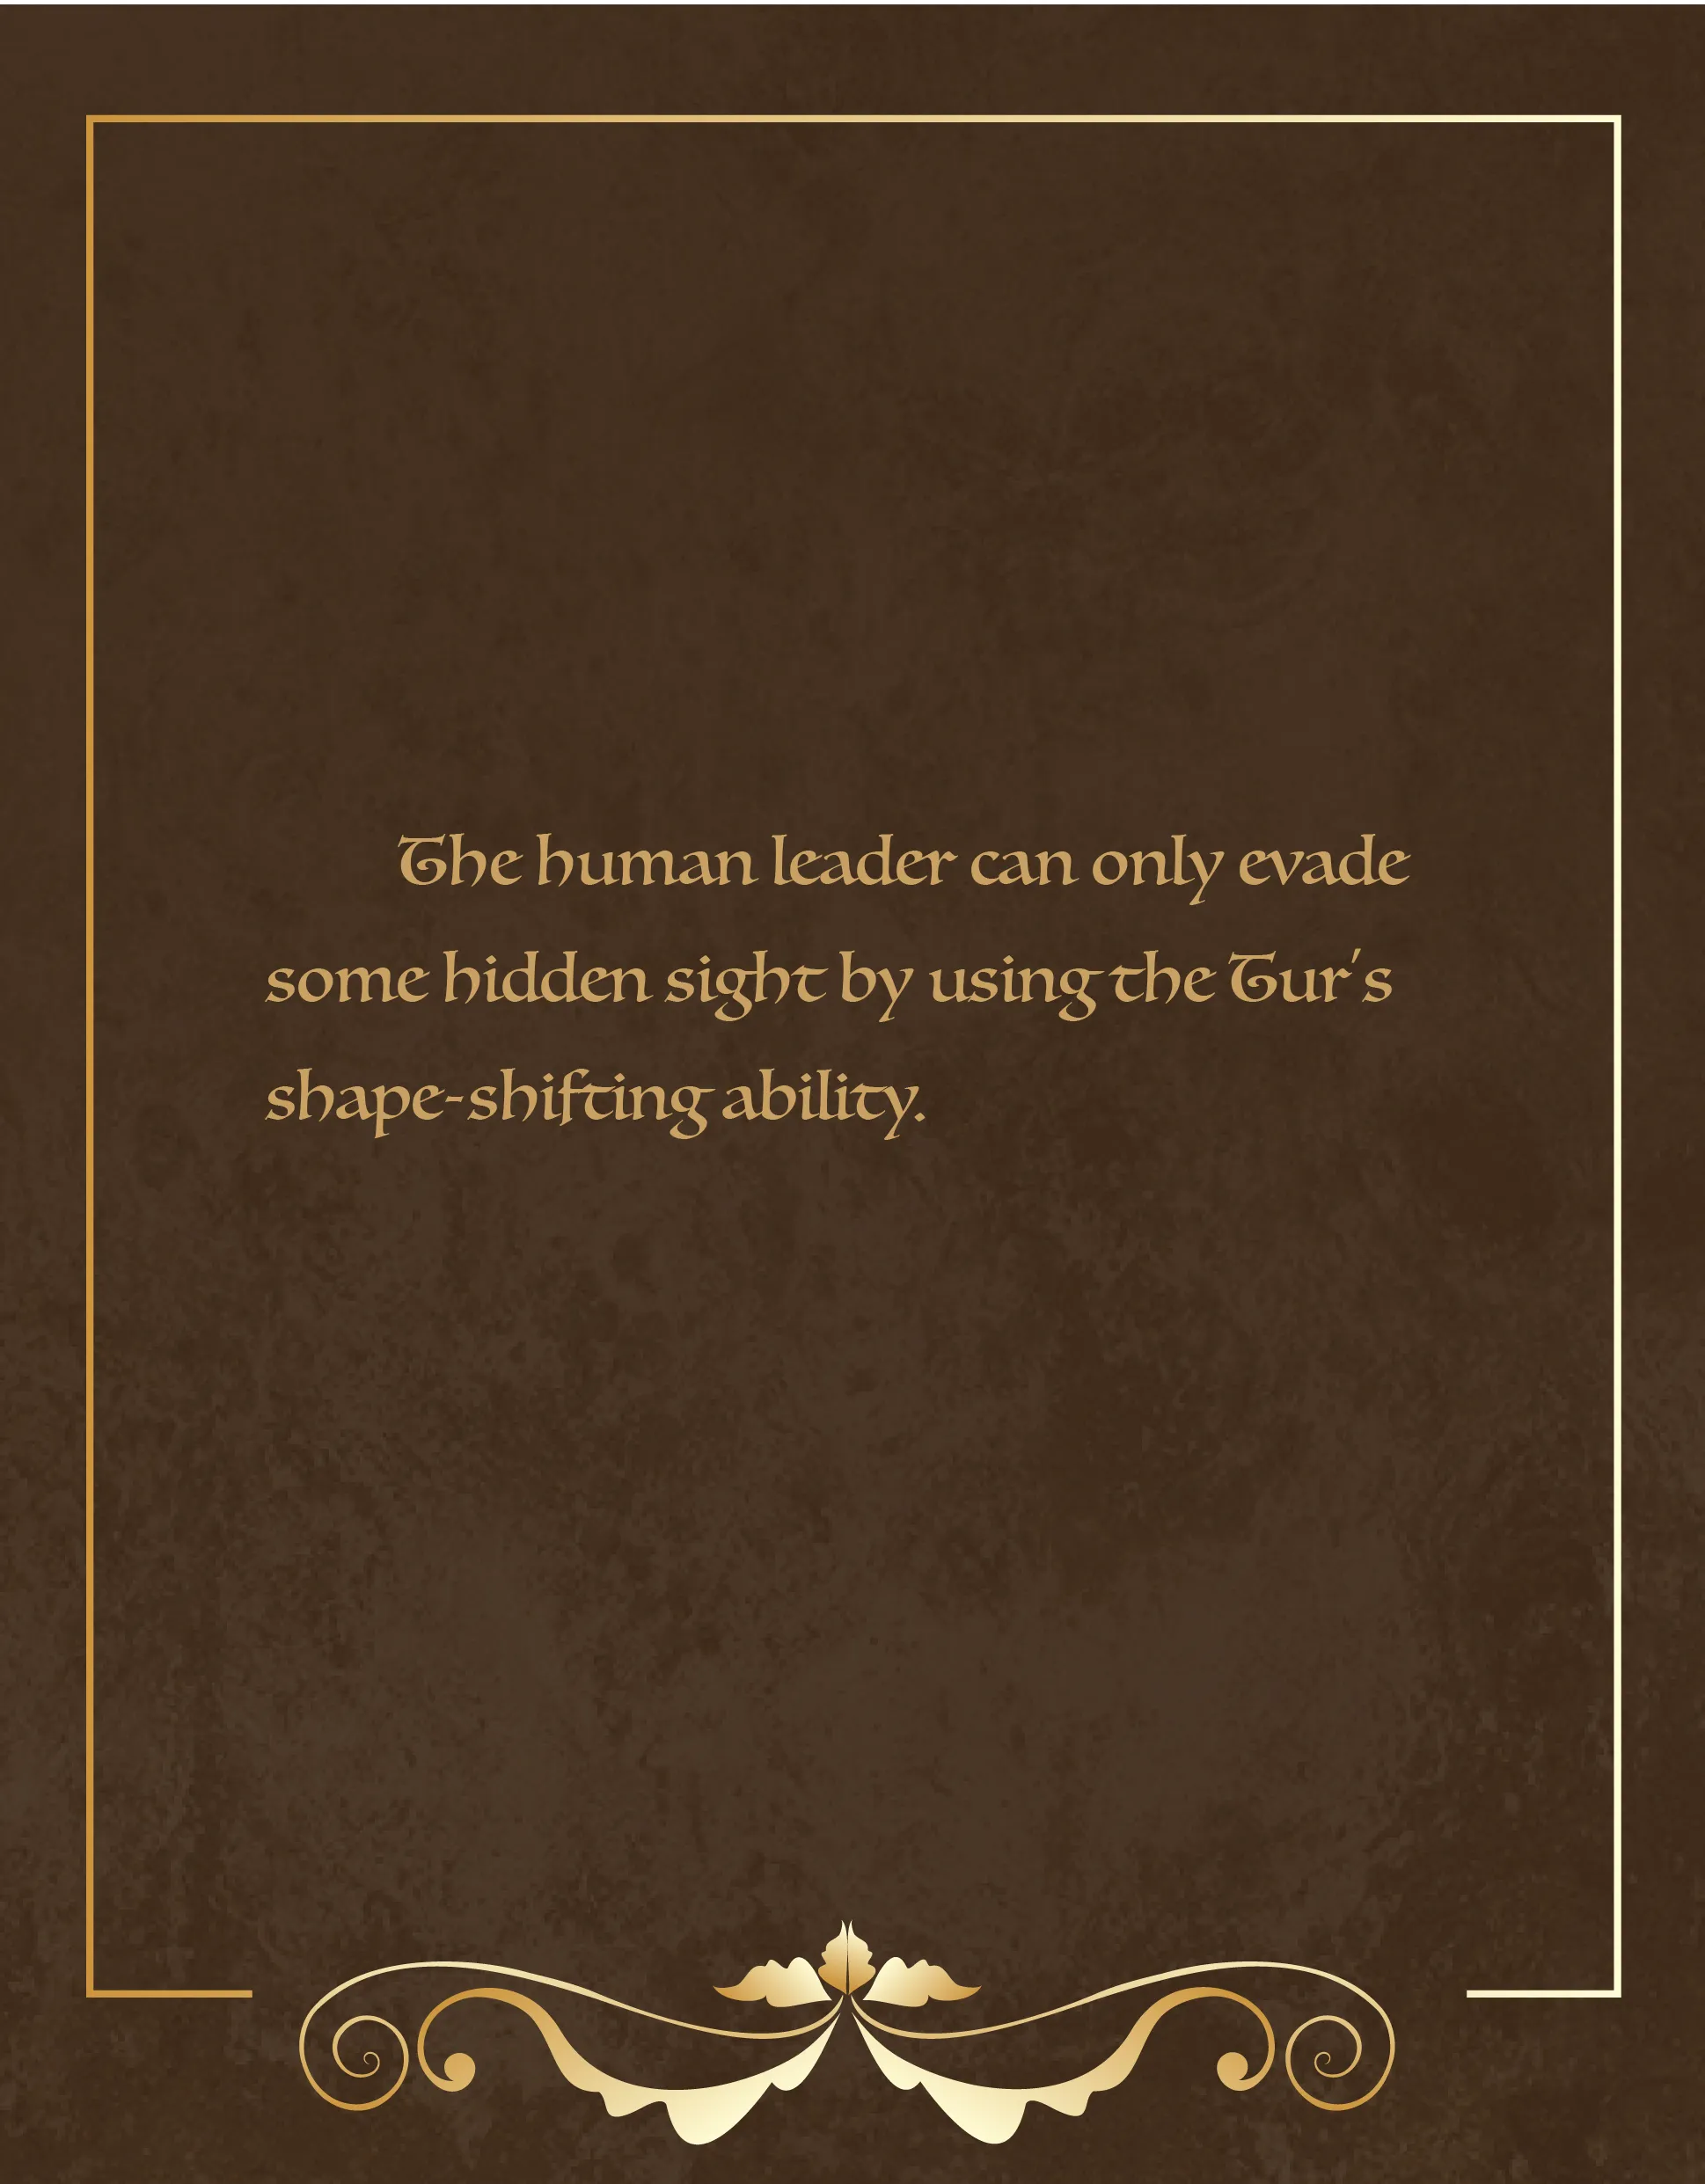 The human leader can only evade
some hidden sight by using the Tur's
shape-shifting ability.